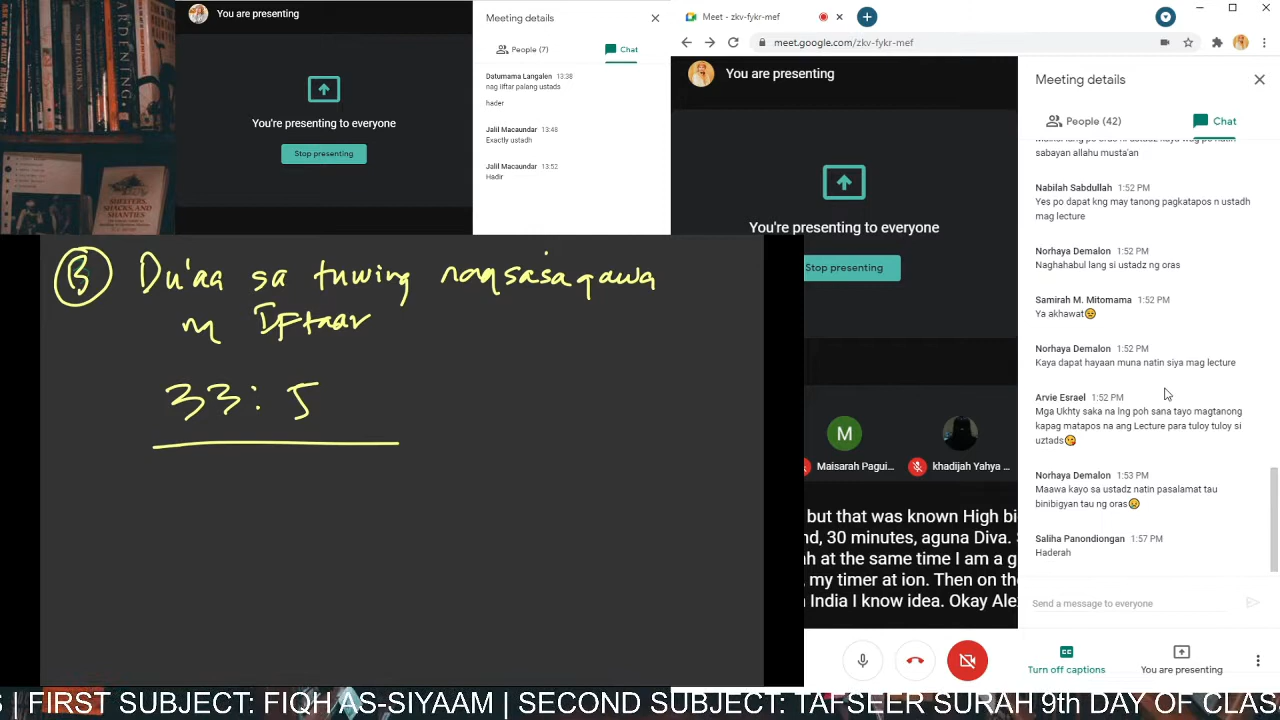 You are presenting
You're presenting to everyone
Stop presenting
Meeting details
People (7)
Chat
Datumama Langalen 13.38
nag iiftar palang ustads
hader
Jalil Macaundar 13:48
Exactly ustadh
Jalil Macaundar 13:52
Hadir
SHELTERS,
SHACKS, AND
SHANTIES
B Du'aa sa tuwing nagsasagawa
ng Iftaar
33:5
Meet - zkv-fykr-mef
meet.google.com/zkv-fykr-mef
You are presenting
You're presenting to everyone
Stop presenting
Maisarah Pagui...
khadijah Yahya ...
but that was known High bi
nd, 30 minutes, aguna Diva.
h at the same time I am a g
my timer at ion. Then on the
India I know idea. Okay Ale
Meeting details
People (42)
Chat
sabayan allahu musta'an
Nabilah Sabdullah 1:52 PM
Yes po dapat kng may tanong pagkatapos n ustadh
mag lecture
Norhaya Demalon 1:52 PM
Naghahabul lang si ustadz ng oras
Samirah M. Mitomama 1:52 PM
Ya akhawat
Norhaya Demalon 1:52 PM
Kaya dapat hayaan muna natin siya mag lecture
Arvie Esrael 1:52 PM
Mga Ukhty saka na lng poh sana tayo magtanong
kapag matapos na ang Lecture para tuloy tuloy si
uztads
Norhaya Demalon 1:53 PM
Maawa kayo sa ustadz natin pasalamat tau
binibigyan tau ng oras
Saliha Panondiongan 1:57 PM
Haderah
Send a message to everyone
Turn off captions
You are presenting
S | FIRST SUBJECT: FIQH AS-SIYAAM | SECOND SUBJECT: TAFSEER SURAH 9TH DAY OF CLAS